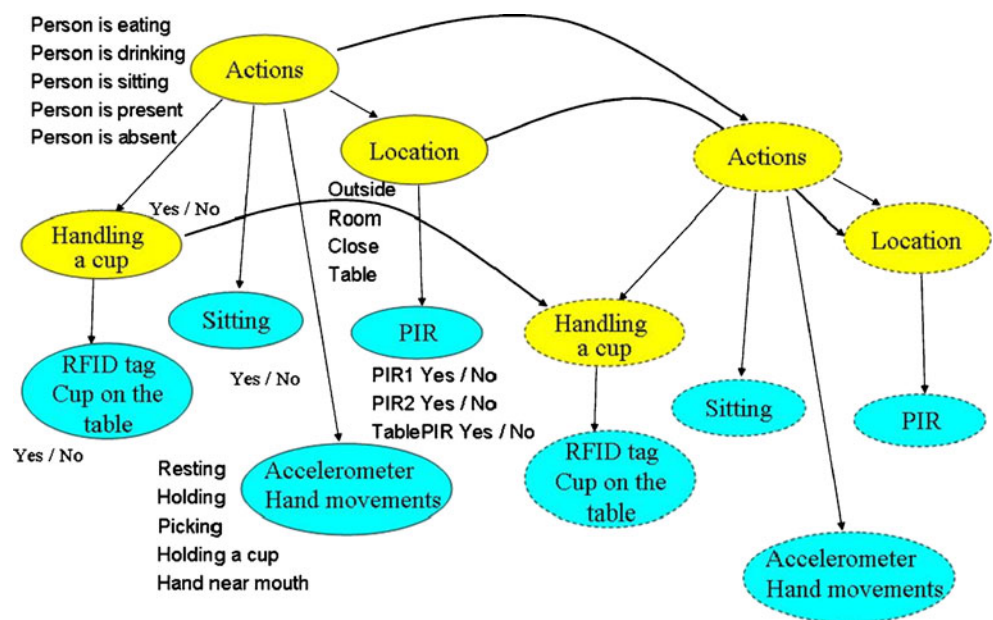 Person is eating
Person is drinking
Person is sitting
Person is present
Person is absent
Actions
Location
Outside
Room
Close
Table
Yes / No
Handling
a cup
Sitting
Yes / No
PIR
PIR1 Yes / No
PIR2 Yes / No
TablePIR Yes / No
RFID tag
Cup on the
table
Yes / No
Resting
Holding
Picking
Holding a cup
Hand near mouth
Accelerometer
Hand movements
Actions
Location
Handling
a cup
Sitting
PIR
RFID tag
Cup on the
table
Accelerometer
Hand movements